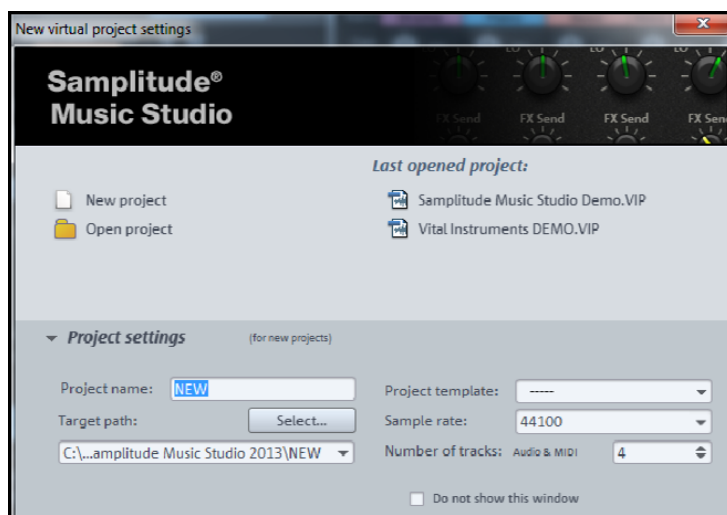 New virtual project settings
Samplitude®
Music Studio
FX Send FX Send FX Send FX Sen
Last opened project:
New project
Samplitude Music Studio Demo.VIP
Open project
Vital Instruments DEMO.VIP
Project settings (for new projects)
Project name: NEW
Project template: -----
Target path: Select...
Sample rate: 44100
C:\...amplitude Music Studio 2013\NEW
Number of tracks: Audio & MIDI 4
Do not show this window